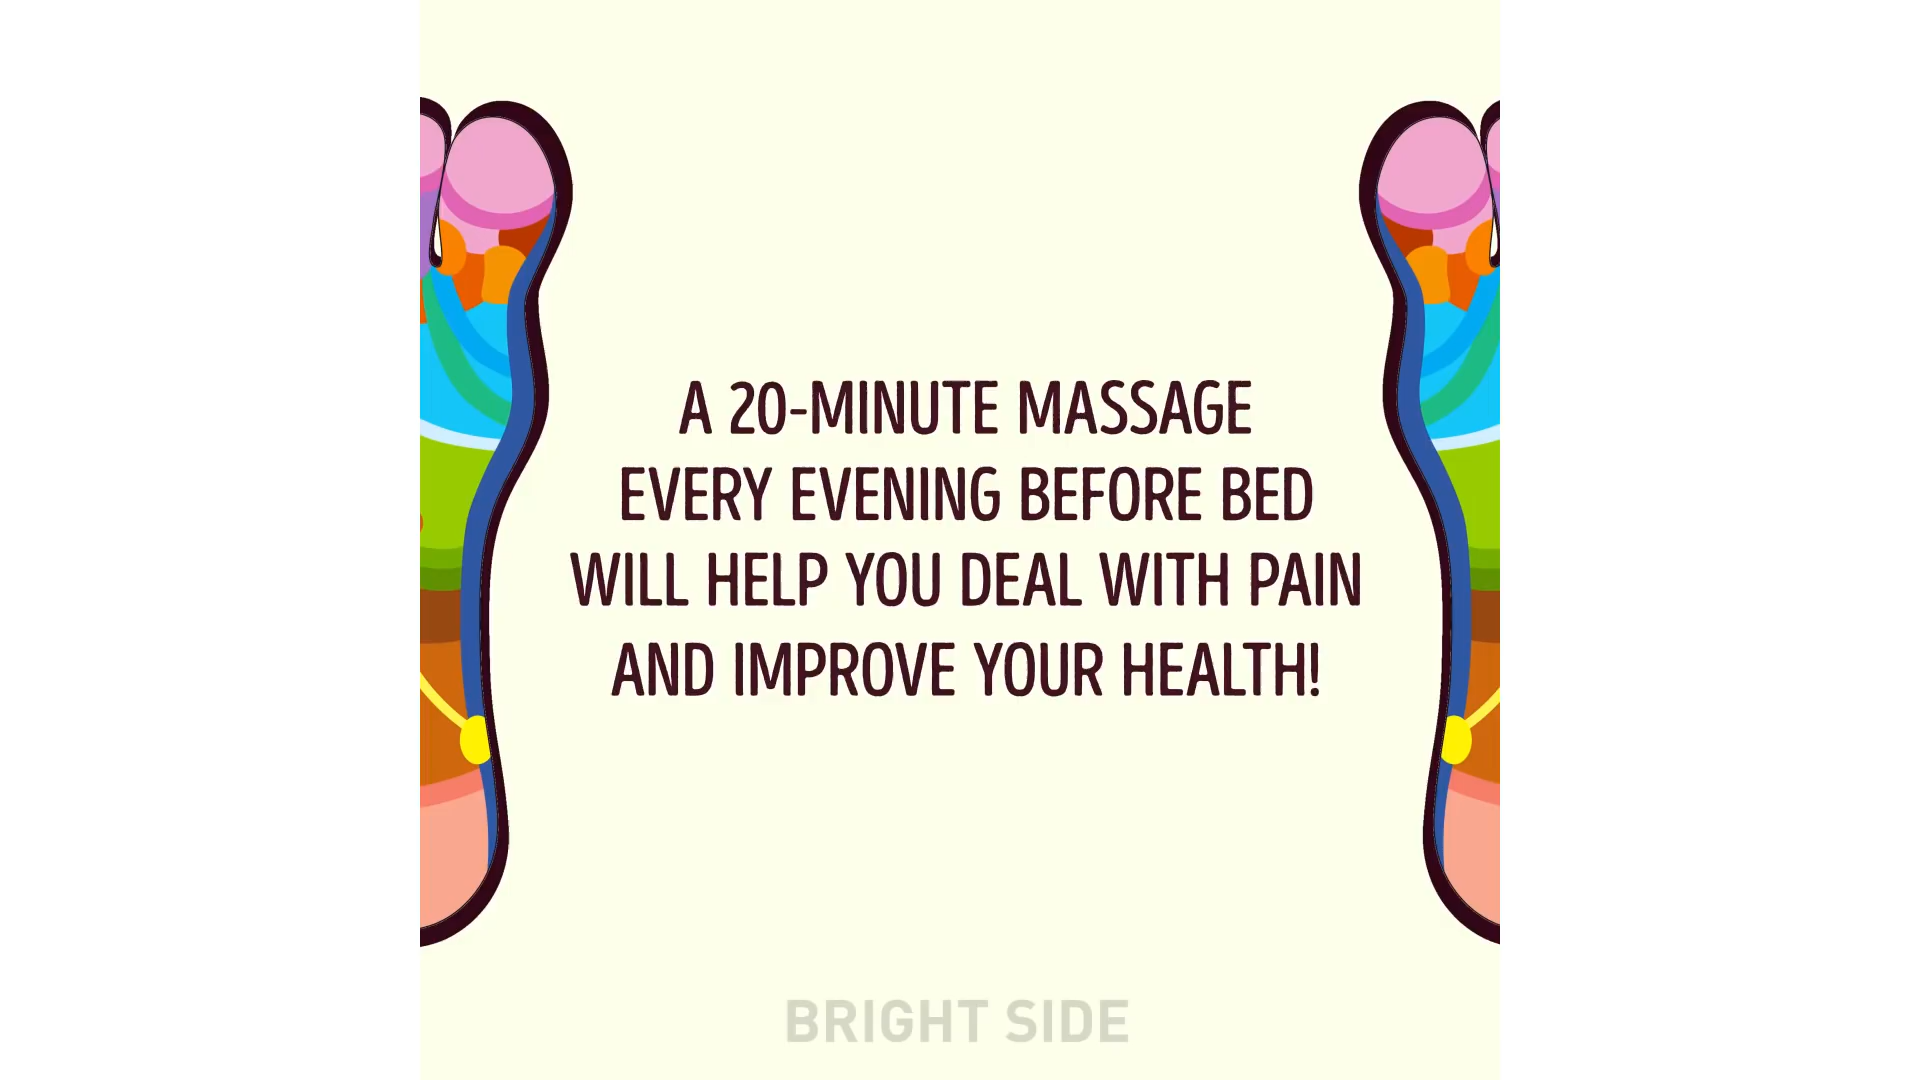 A 20-MINUTE MASSAGE
EVERY EVENING BEFORE BED
WILL HELP YOU DEAL WITH PAIN
AND IMPROVE YOUR HEALTH!
BRIGHT SIDE